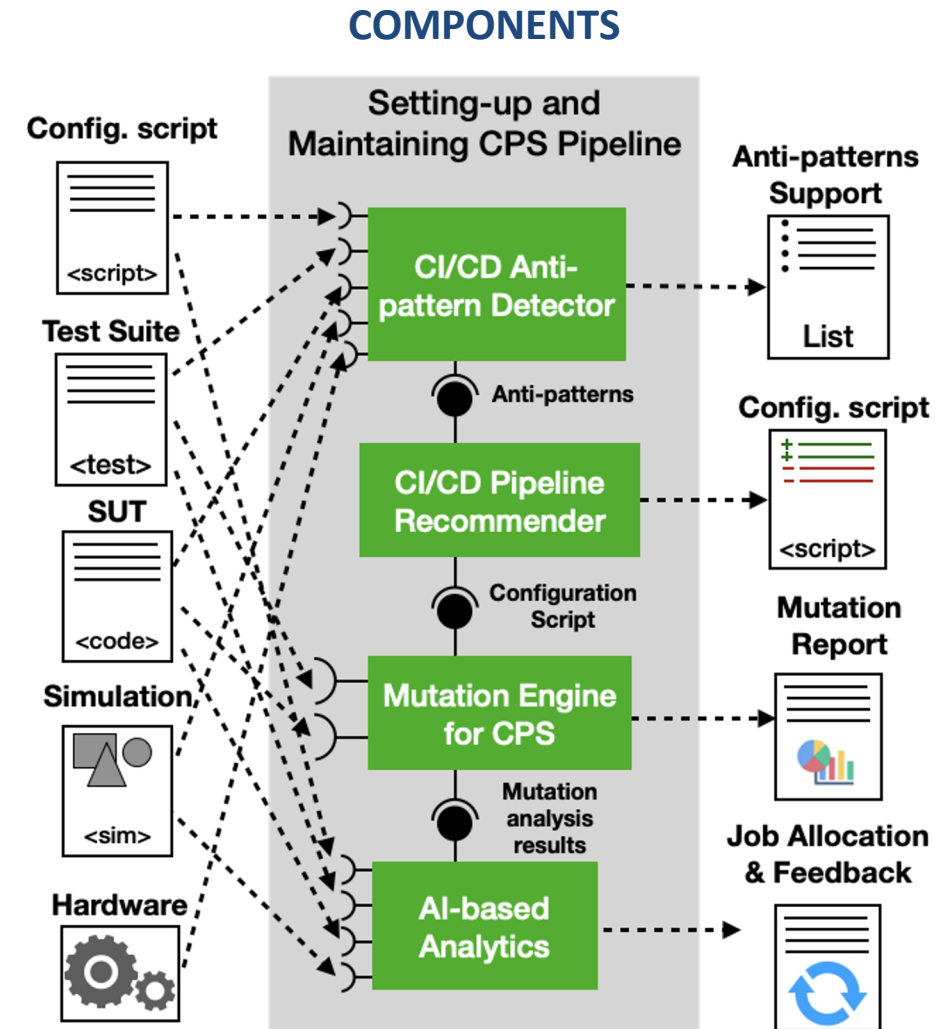 COMPONENTS
Setting-up and
Maintaining CPS Pipeline
Config. script
<script>
Test Suite
<test>
SUT
<code>
Simulation
<sim>
Hardware
CI/CD Anti-
pattern Detector
Anti-patterns
CI/CD Pipeline
Recommender
Configuration
Script
Mutation Engine
for CPS
Mutation
analysis
results
AI-based
Analytics
Anti-patterns
Support
List
Config. script
<script>
Mutation
Report
Job Allocation
& Feedback